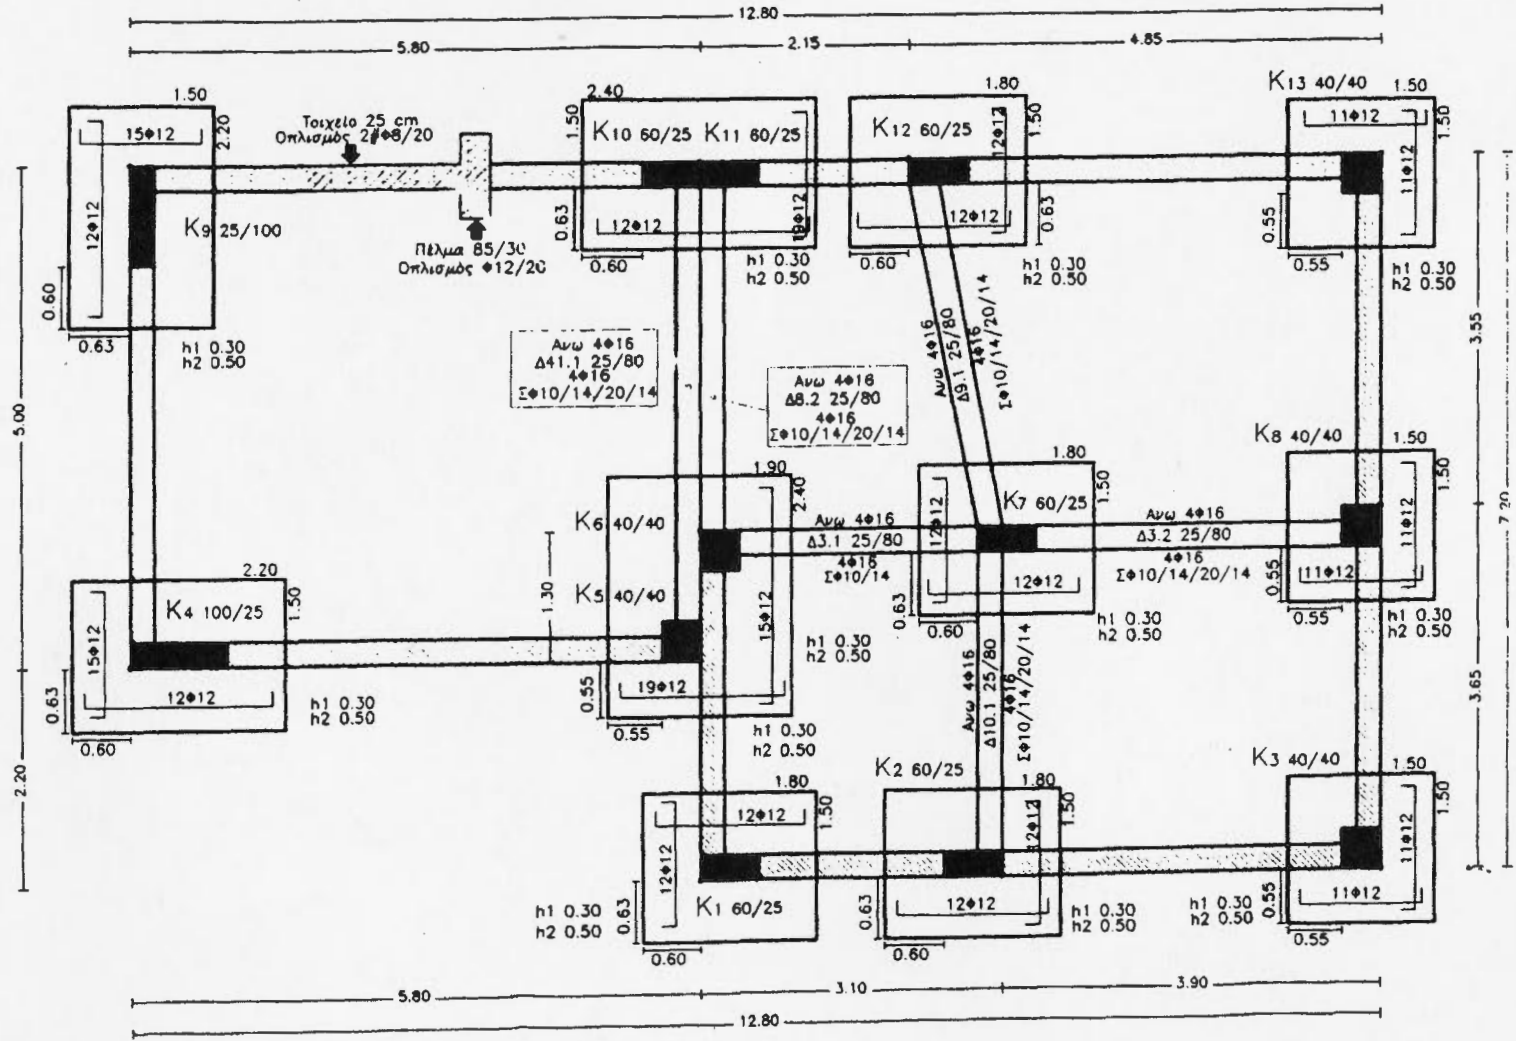 12.80
5.80
2.15
4.85
1.50
15Φ12
2.20
12Φ12
K9 25/100
0.60
0.63
h1 0.30
h2 0.50
Τοιχείο 25 cm
Οπλισμός 2#Φ8/20
Πέλμα 85/30
Οπλισμός Φ12/20
2.40
1.50
K10 60/25 K11 60/25
12Φ12
19Φ12
0.63
0.60
h1 0.30
h2 0.50
1.80
K12 60/25
12Φ12
1.50
12Φ12
0.63
0.60
h1 0.30
h2 0.50
K13 40/40
1.50
11Φ12
1.50
11Φ12
0.55
0.55
h1 0.30
h2 0.50
Ανω 4Φ16
Δ41.1 25/80
4Φ16
ΣΦ10/14/20/14
Ανω 4Φ16
Δ8.2 25/80
4Φ16
ΣΦ10/14/20/14
Ανω 4Φ16
Δ9.1 25/80
4Φ16
ΣΦ10/14/20/14
5.00
2.20
3.55
7.20
3.65
1.90
2.40
K6 40/40
K5 40/40
1.30
15Φ12
19Φ12
0.55
0.55
h1 0.30
h2 0.50
h1 0.30
h2 0.50
Ανω 4Φ16
Δ3.1 25/80
4Φ16
ΣΦ10/14
1.80
1.50
K7 60/25
12Φ12
12Φ12
0.63
0.60
h1 0.30
h2 0.50
Ανω 4Φ16
Δ3.2 25/80
4Φ16
ΣΦ10/14/20/14
K8 40/40
1.50
1.50
11Φ12
11Φ12
0.55
0.55
h1 0.30
h2 0.50
2.20
K4 100/25
1.50
15Φ12
12Φ12
0.63
0.60
h1 0.30
h2 0.50
Ανω 4Φ16
Δ10.1 25/80
4Φ16
ΣΦ10/14/20/14
1.80
12Φ12
1.50
12Φ12
K1 60/25
h1 0.30
h2 0.50
0.63
0.60
K2 60/25
1.80
1.50
12Φ12
12Φ12
0.63
0.60
h1 0.30
h2 0.50
K3 40/40
1.50
1.50
11Φ12
11Φ12
h1 0.30
h2 0.50
0.55
0.55
5.80
3.10
3.90
12.80